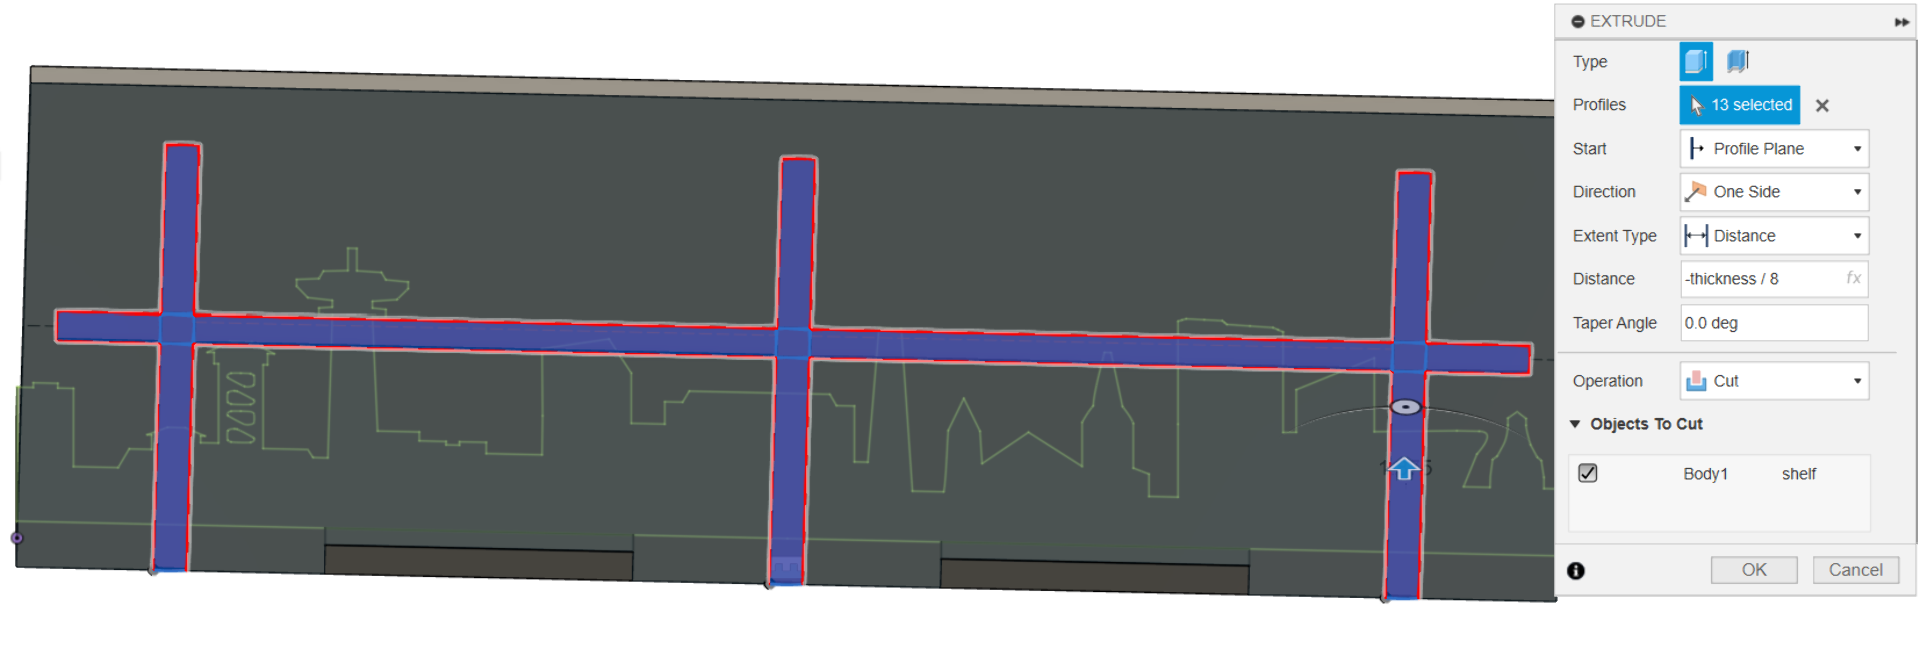 EXTRUDE
Type
Profiles 13 selected
Start Profile Plane
Direction One Side
Extent Type Distance
Distance -thickness / 8 fx
Taper Angle 0.0 deg
Operation Cut
Objects To Cut
Body1 shelf
OK Cancel